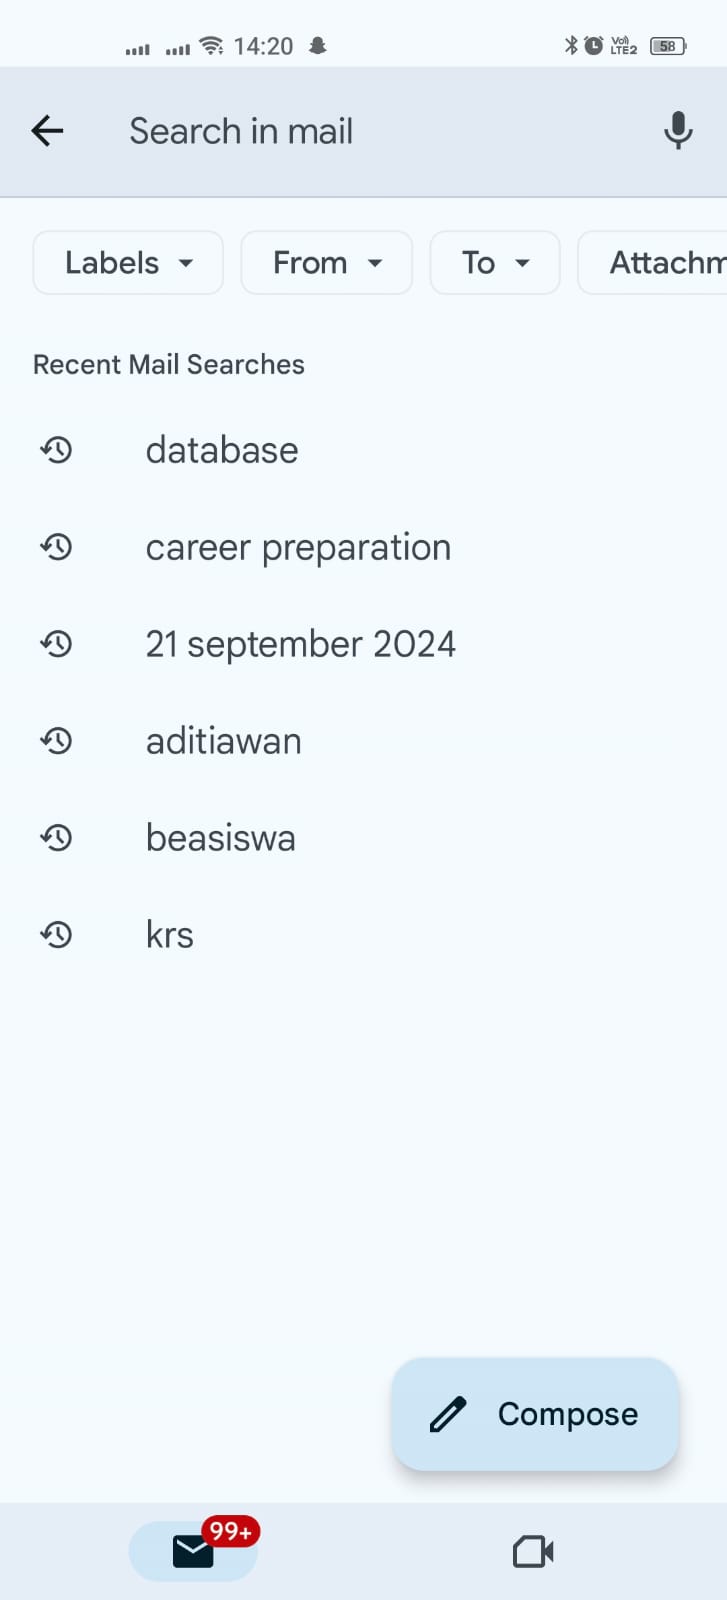 14:20 Vo) LTE2 58
Search in mail
Labels From To Attachm
Recent Mail Searches
database
career preparation
21 september 2024
aditiawan
beasiswa
krs
Compose
99+